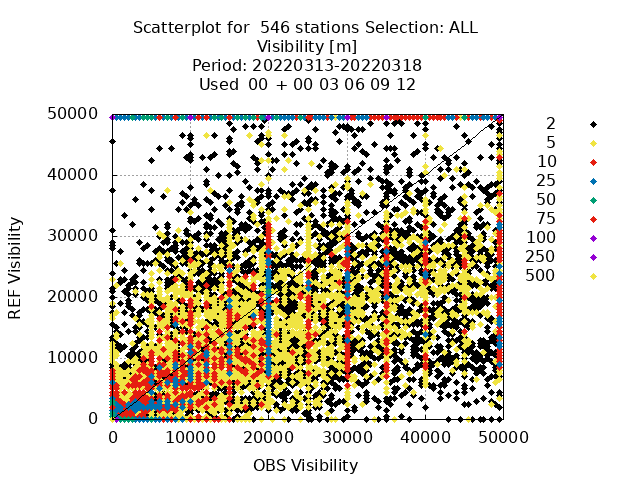 Scatterplot for 546 stations Selection: ALL
Visibility [m]
Period: 20220313-20220318
Used 00 + 00 03 06 09 12
50000
40000
30000
20000
10000
0
REF Visibility
0 10000 20000 30000 40000 50000
OBS Visibility
2
5
10
25
50
75
100
250
500